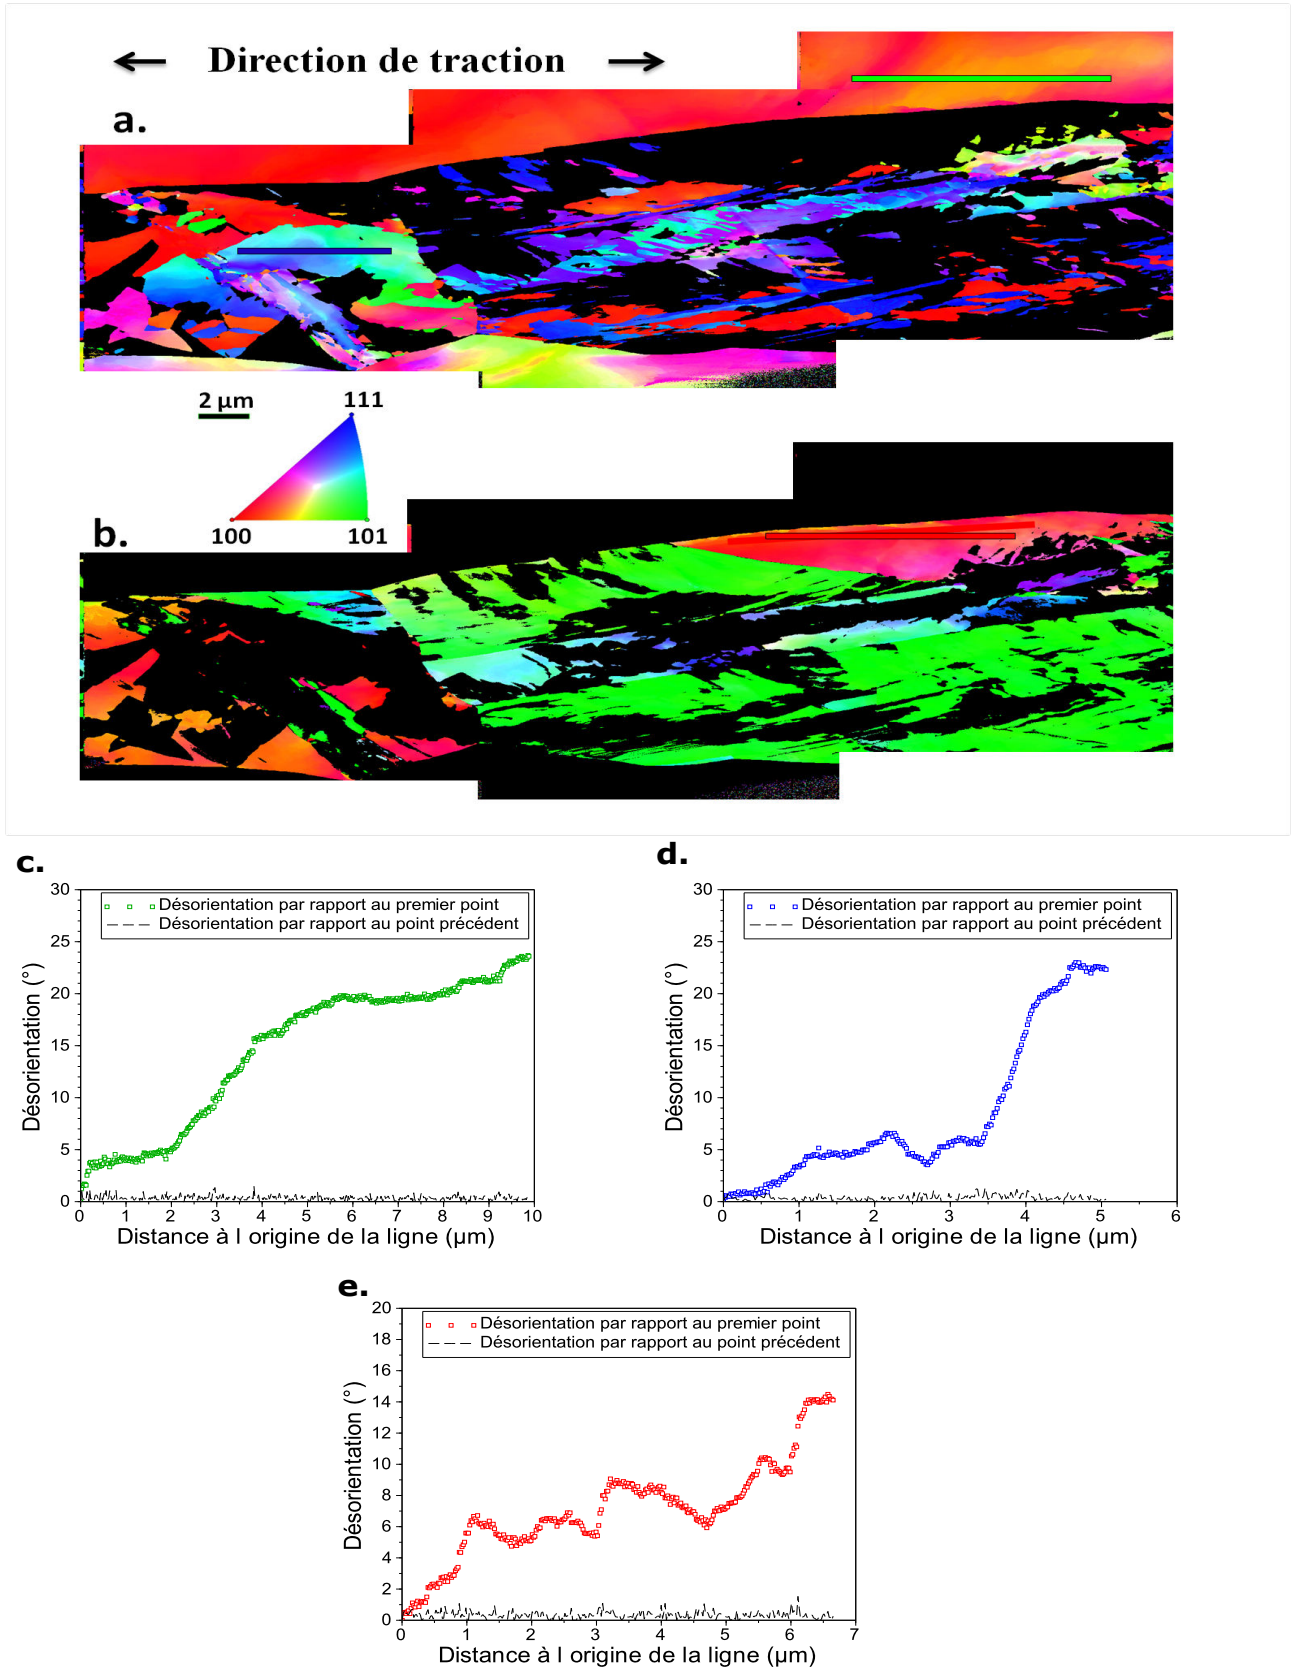 Direction de traction
a.
2 µm
111
100
101
b.
c.
30
25
20
15
10
5
0
Désorientation (°)
Désorientation par rapport au premier point
Désorientation par rapport au point précédent
0 1 2 3 4 5 6 7 8 9 10
Distance à l origine de la ligne (µm)
d.
30
25
20
15
10
5
0
Désorientation (°)
Désorientation par rapport au premier point
Désorientation par rapport au point précédent
0 1 2 3 4 5 6
Distance à l origine de la ligne (µm)
e.
20
18
16
14
12
10
8
6
4
2
0
Désorientation (°)
Désorientation par rapport au premier point
Désorientation par rapport au point précédent
0 1 2 3 4 5 6 7
Distance à l origine de la ligne (µm)